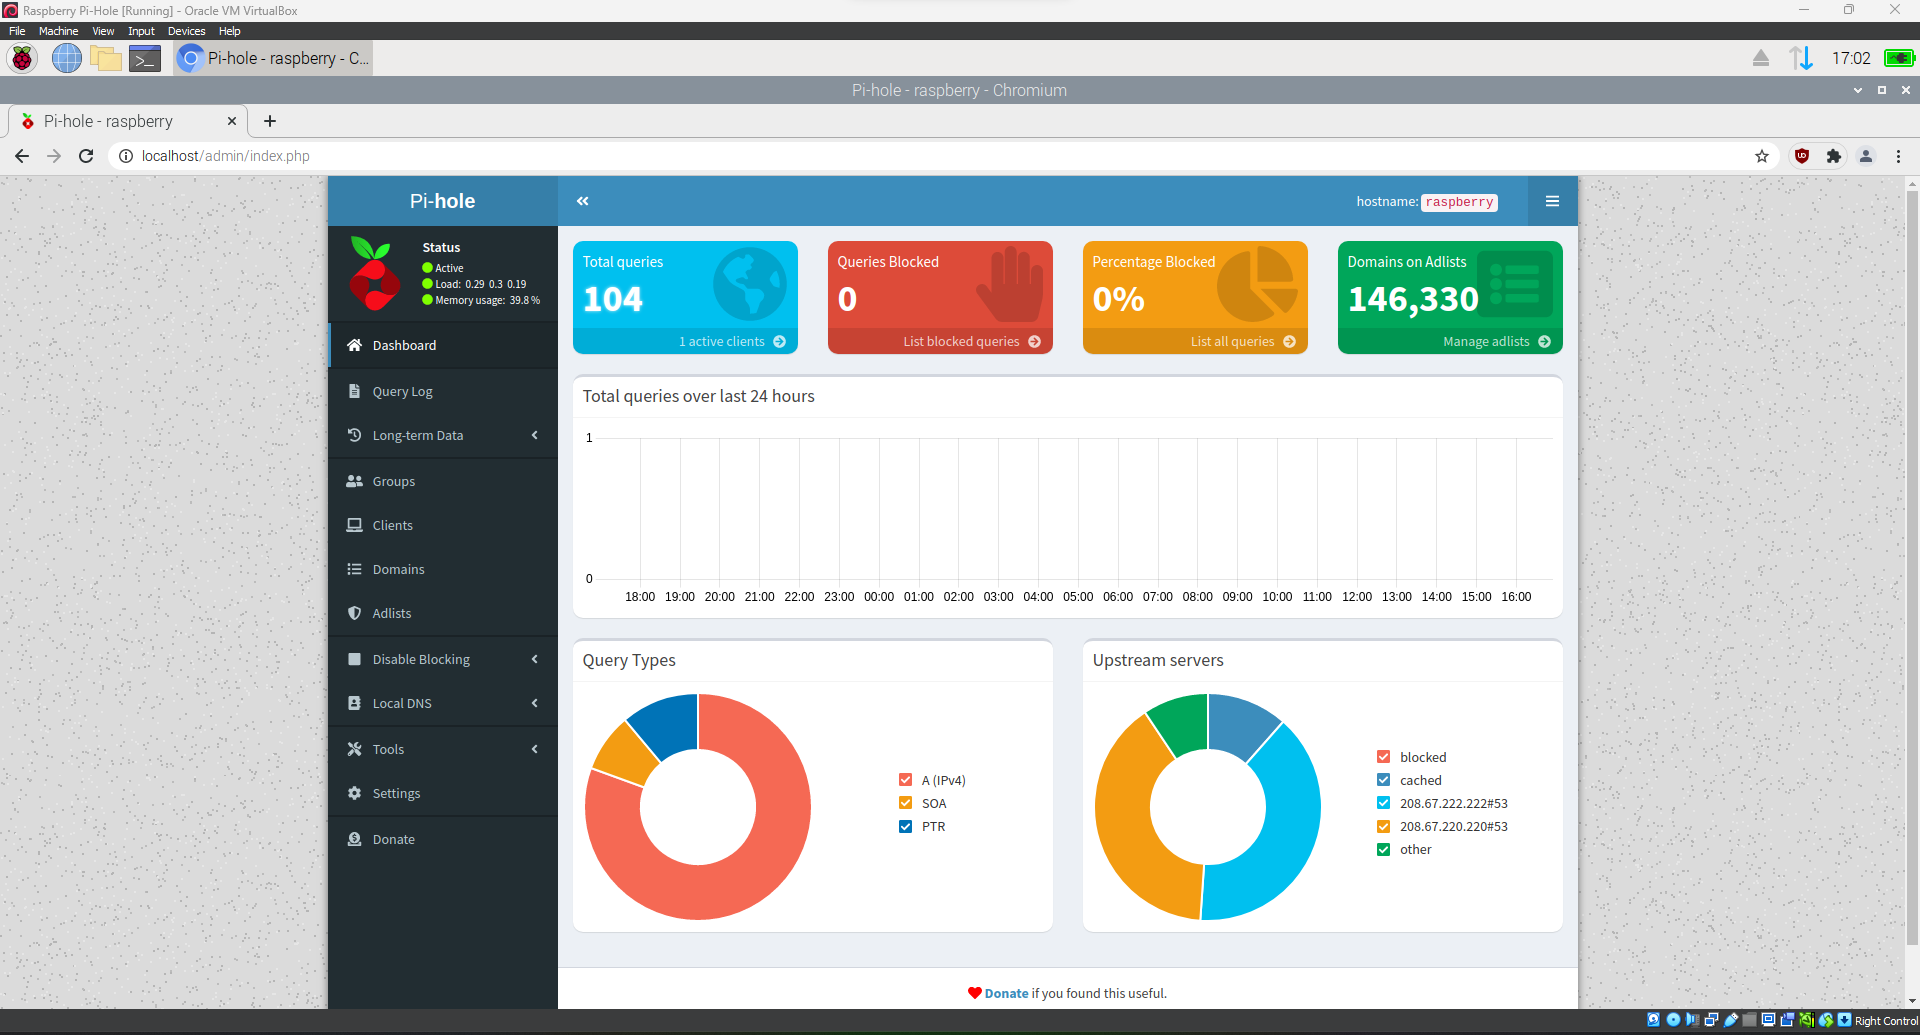 Raspberry Pi-Hole [Running] - Oracle VM VirtualBox
File Machine View Input Devices Help
Pi-hole - raspberry - C...
17:02
Pi-hole - raspberry - Chromium
Pi-hole - raspberry
localhost/admin/index.php
Pi-hole
hostname: raspberry
Status
Active
Load: 0.29 0.3 0.19
Memory usage: 39.8 %
Dashboard
Query Log
Long-term Data
Groups
Clients
Domains
Adlists
Disable Blocking
Local DNS
Tools
Settings
Donate
Total queries
104
1 active clients
Queries Blocked
0
List blocked queries
Percentage Blocked
0%
List all queries
Domains on Adlists
146,330
Manage adlists
Total queries over last 24 hours
1
0
18:00 19:00 20:00 21:00 22:00 23:00 00:00 01:00 02:00 03:00 04:00 05:00 06:00 07:00 08:00 09:00 10:00 11:00 12:00 13:00 14:00 15:00 16:00
Query Types
A (IPv4)
SOA
PTR
Upstream servers
blocked
cached
208.67.222.222#53
208.67.220.220#53
other
Donate if you found this useful.
Right Control